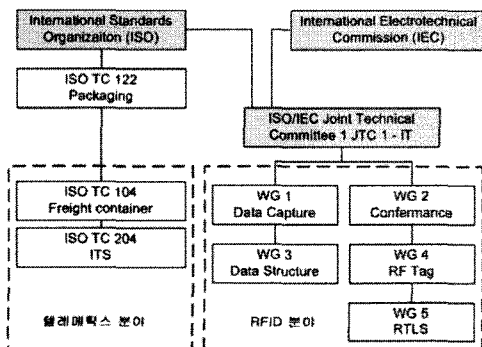 International Standards
Organizaiton (ISO)
International Electrotechnical
Commission (IEC)
ISO TC 122
Packaging
ISO/IEC Joint Technical
Committee 1 JTC 1 - IT
ISO TC 104
Freight container
ISO TC 204
ITS
텔레메틱스 분야
WG 1
Data Capture
WG 2
Confermance
WG 3
Data Structure
WG 4
RF Tag
WG 5
RTLS
RFID 분야